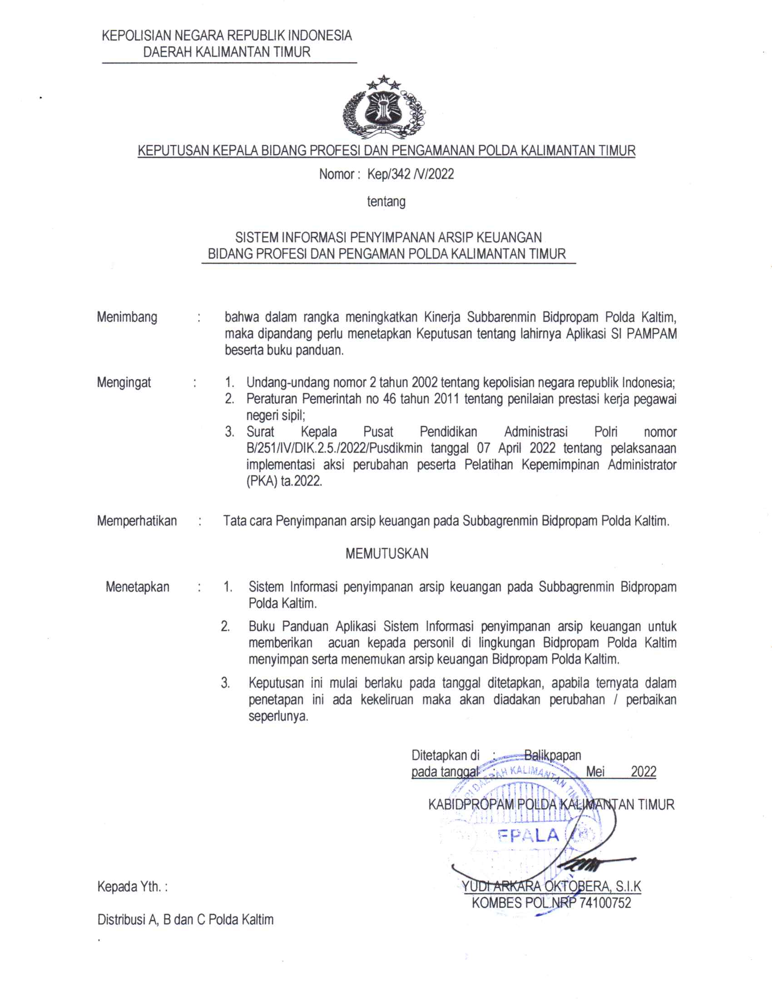 KEPOLISIAN NEGARA REPUBLIK INDONESIA
DAERAH KALIMANTAN TIMUR
KEPUTUSAN KEPALA BIDANG PROFESI DAN PENGAMANAN POLDA KALIMANTAN TIMUR
Nomor : Kep/342 /V/2022
tentang
SISTEM INFORMASI PENYIMPANAN ARSIP KEUANGAN
BIDANG PROFESI DAN PENGAMAN POLDA KALIMANTAN TIMUR
Menimbang : bahwa dalam rangka meningkatkan Kinerja Subbarenmin Bidpropam Polda Kaltim,
maka dipandang perlu menetapkan Keputusan tentang lahirnya Aplikasi SI PAMPAM
beserta buku panduan.
Mengingat : 1. Undang-undang nomor 2 tahun 2002 tentang kepolisian negara republik Indonesia;
2. Peraturan Pemerintah no 46 tahun 2011 tentang penilaian prestasi kerja pegawai
negeri sipil;
3. Surat Kepala Pusat Pendidikan Administrasi Polri nomor
B/251/IV/DIK.2.5./2022/Pusdikmin tanggal 07 April 2022 tentang pelaksanaan
implementasi aksi perubahan peserta Pelatihan Kepemimpinan Administrator
(PKA) ta.2022.
Memperhatikan : Tata cara Penyimpanan arsip keuangan pada Subbagrenmin Bidpropam Polda Kaltim.
MEMUTUSKAN
Menetapkan : 1. Sistem Informasi penyimpanan arsip keuangan pada Subbagrenmin Bidpropam
Polda Kaltim.
2. Buku Panduan Aplikasi Sistem Informasi penyimpanan arsip keuangan untuk
memberikan acuan kepada personil di lingkungan Bidpropam Polda Kaltim
menyimpan serta menemukan arsip keuangan Bidpropam Polda Kaltim.
3. Keputusan ini mulai berlaku pada tanggal ditetapkan, apabila ternyata dalam
penetapan ini ada kekeliruan maka akan diadakan perubahan / perbaikan
seperlunya.
Ditetapkan di : Balikpapan
pada tanggal : Mei 2022
DAERAH KALIMANTAN TIMUR
KABIDPROPAM POLDA KALIMANTAN TIMUR
KEPALA
YUDI ARKARA OKTOBERA, S.I.K
KOMBES POL NRP 74100752
Kepada Yth. :
Distribusi A, B dan C Polda Kaltim